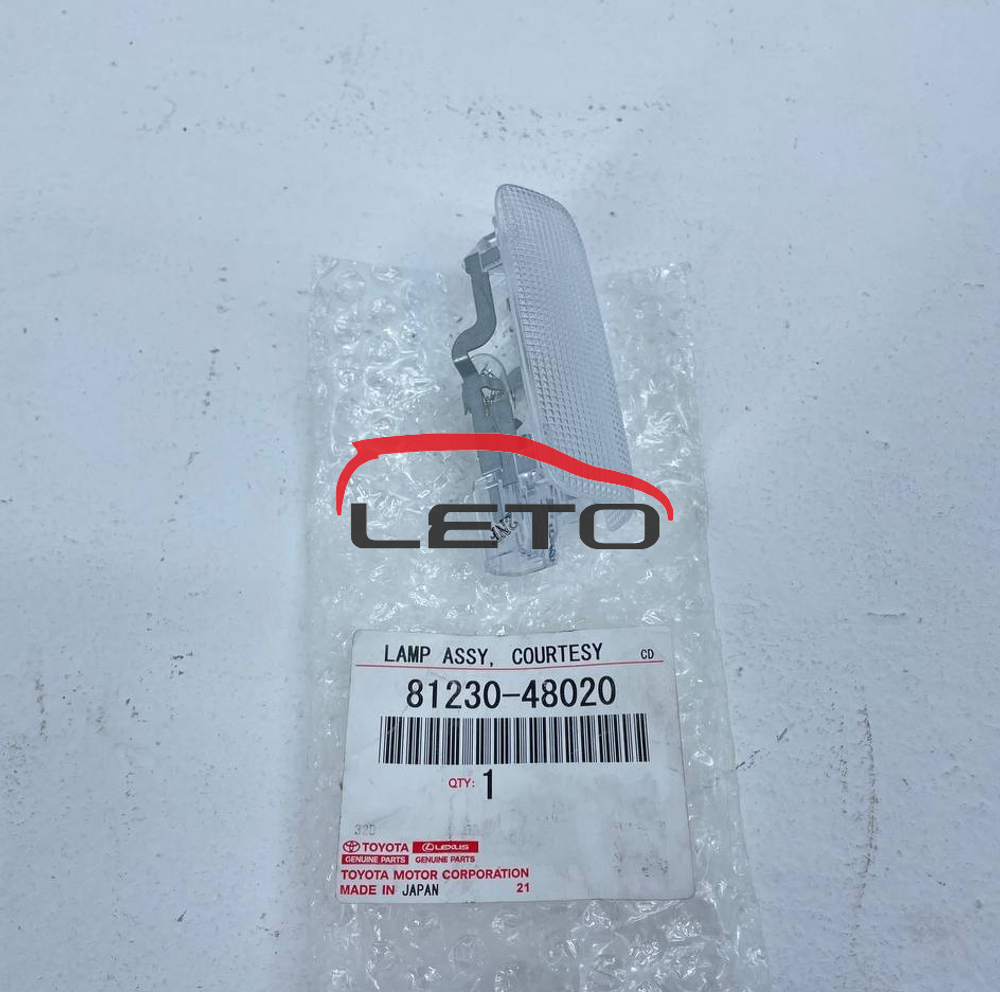 LETO
LAMP ASSY, COURTESY CD
81230-48020
QTY: 1
32D
TOYOTA LEXUS
GENUINE PARTS GENUINE PARTS
TOYOTA MOTOR CORPORATION
MADE IN JAPAN 21